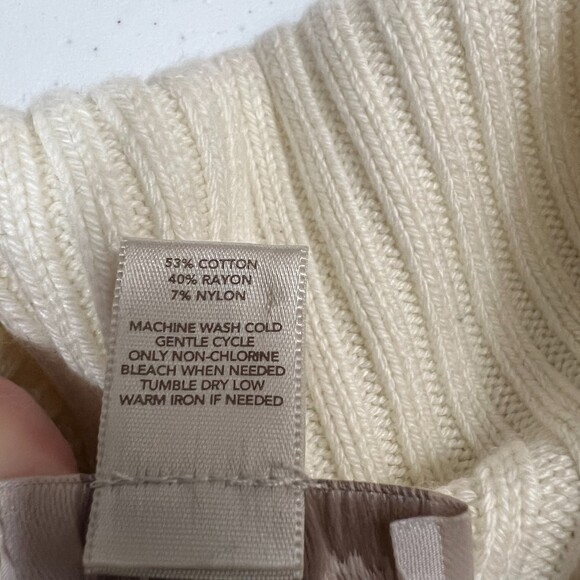 53% COTTON
40% RAYON
7% NYLON
MACHINE WASH COLD
GENTLE CYCLE
ONLY NON-CHLORINE
BLEACH WHEN NEEDED
TUMBLE DRY LOW
WARM IRON IF NEEDED